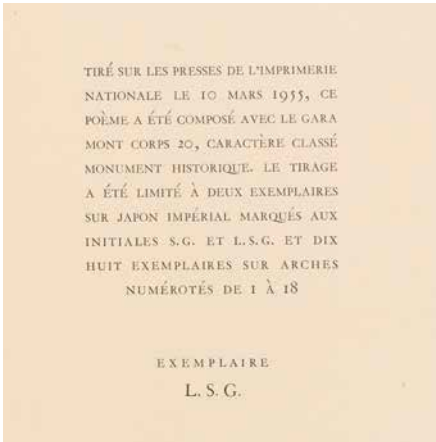 TIRÉ SUR LES PRESSES DE L'IMPRIMERIE
NATIONALE LE 10 MARS 1955, CE
POÈME A ÉTÉ COMPOSÉ AVEC LE GARA
MONT CORPS 20, CARACTÈRE CLASSÉ
MONUMENT HISTORIQUE. LE TIRAGE
A ÉTÉ LIMITÉ À DEUX EXEMPLAIRES
SUR JAPON IMPÉRIAL MARQUÉS AUX
INITIALES S.G. ET L.S.G. ET DIX
HUIT EXEMPLAIRES SUR ARCHES
NUMÉROTÉS DE 1 À 18
EXEMPLAIRE
L. S. G.